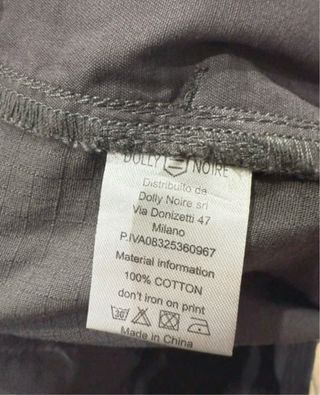 DOLLY NOIRE
Distribuito da
Dolly Noire srl
Via Donizetti 47
Milano
P.IVA08325360967
Material information
100% COTTON
don't iron on print
30
Made in China